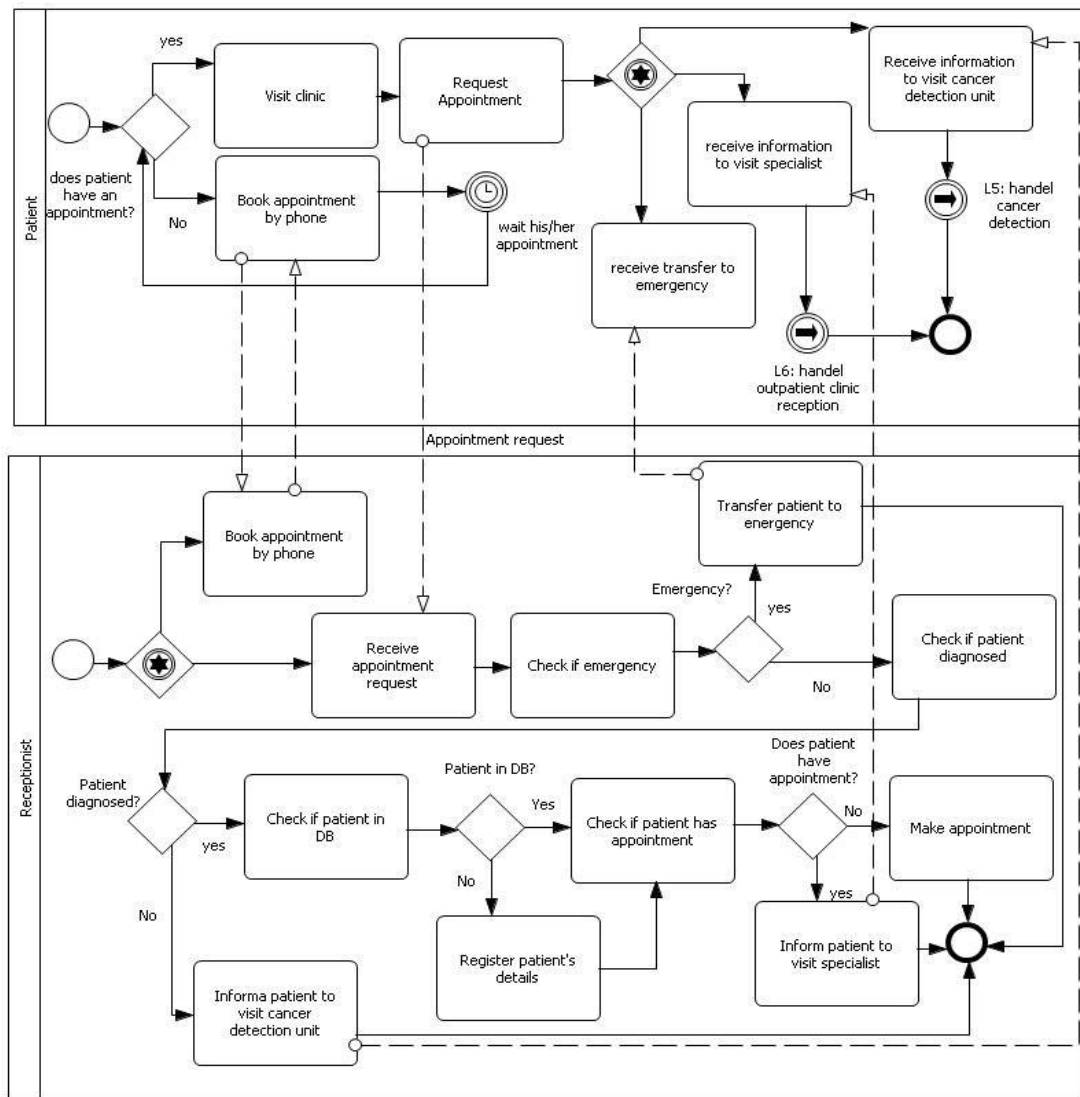 Patient
yes
Visit clinic
Request
Appointment
Receive information
to visit cancer
detection unit
receive information
to visit specialist
does patient
have an
appointment?
No
Book appointment
by phone
wait his/her
appointment
receive transfer to
emergency
L5: handel
cancer
detection
L6: handel
outpatient clinic
reception
Appointment request
Receptionist
Book appointment
by phone
Transfer patient to
energency
Emergency?
yes
Receive
appointment
request
Check if emergency
No
Check if patient
diagnosed
Patient
diagnosed?
yes
Check if patient in
DB
Patient in DB?
Yes
Check if patient has
appointment
Does patient
have
appointment?
No
Make appointment
No
No
Register patient's
details
yes
Inform patient to
visit specialist
Informa patient to
visit cancer
detection unit